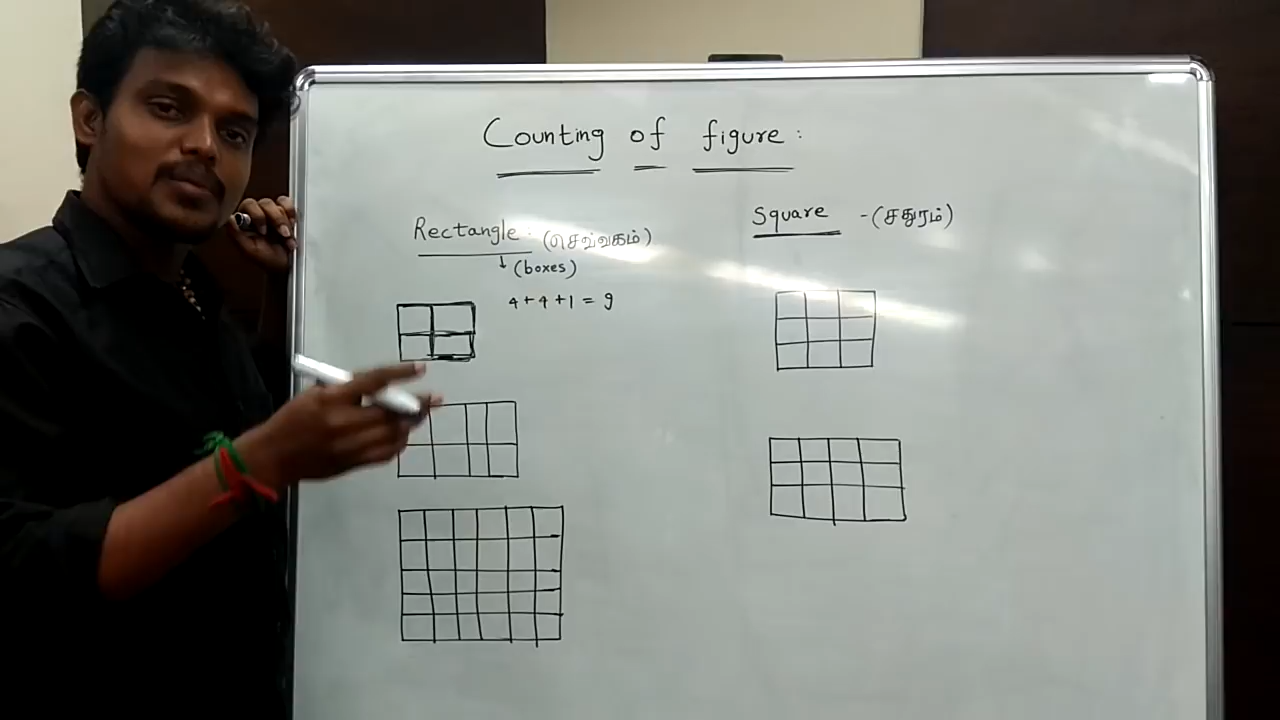 Counting of figure:
Rectangle: (செவ்வகம்)
↓ (boxes)
4+4+1 = 9
Square - (சதுரம்)